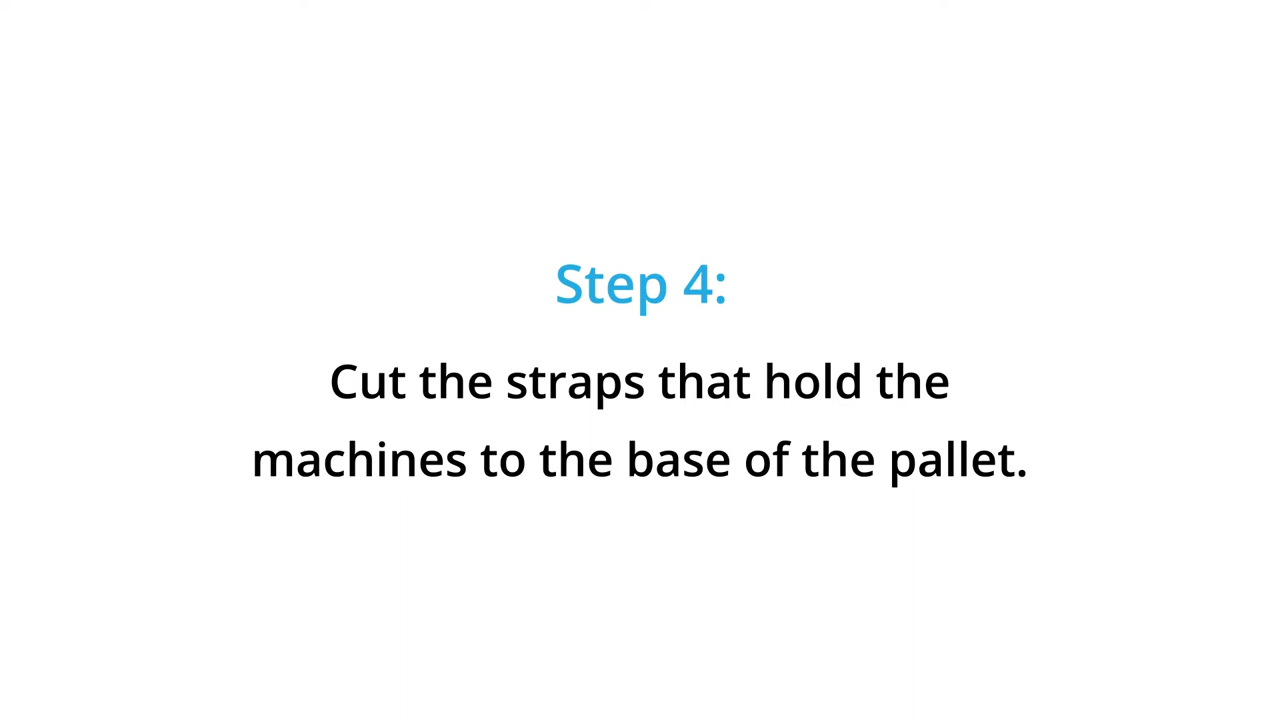 Step 4:
Cut the straps that hold the
machines to the base of the pallet.